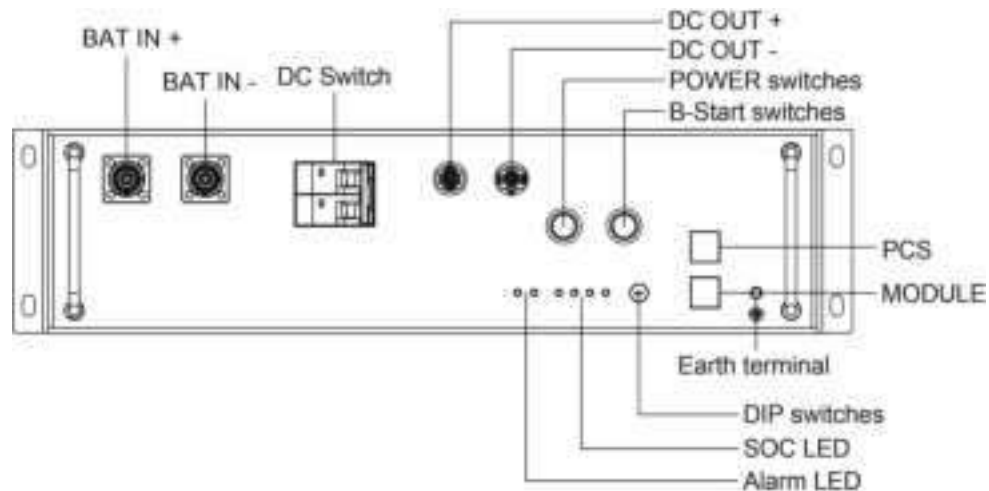 DC OUT +
BAT IN +
DC OUT -
BAT IN -
DC Switch
POWER switches
B-Start switches
PCS
MODULE
Earth terminal
DIP switches
SOC LED
Alarm LED